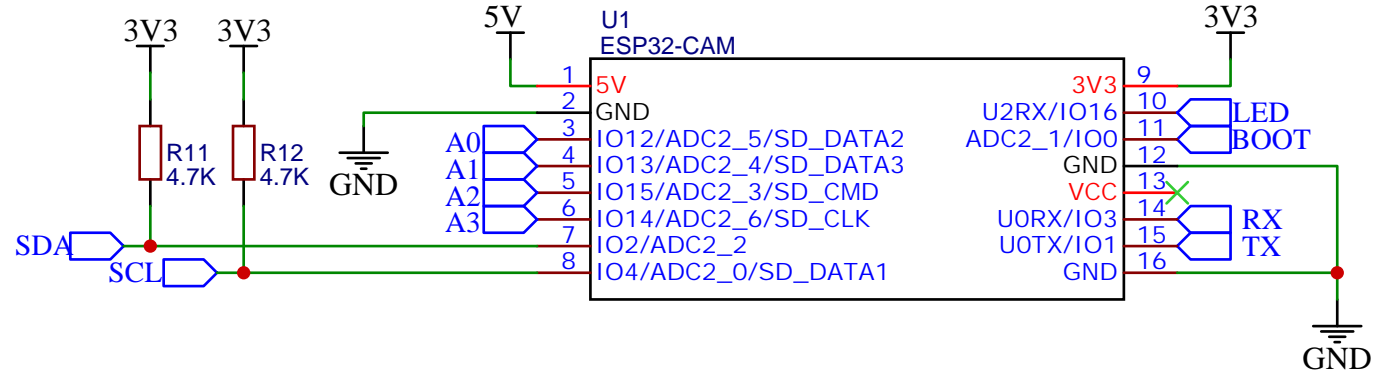 3V3
3V3
5V
U1
ESP32-CAM
3V3
R11
4.7K
R12
4.7K
GND
A0
A1
A2
A3
SDA
SCL
1
5V
2
GND
3
IO12/ADC2_5/SD_DATA2
4
IO13/ADC2_4/SD_DATA3
5
IO15/ADC2_3/SD_CMD
6
IO14/ADC2_6/SD_CLK
7
IO2/ADC2_2
8
IO4/ADC2_0/SD_DATA1
3V3
9
U2RX/IO16
10
LED
ADC2_1/IO0
11
BOOT
GND
12
VCC
13
U0RX/IO3
14
RX
U0TX/IO1
15
TX
GND
16
GND